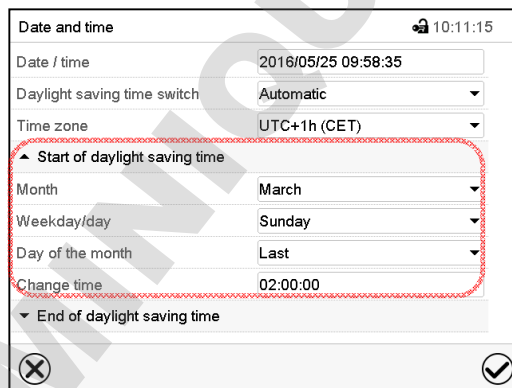 Date and time 10:11:15
Date / time 2016/05/25 09:58:35
Daylight saving time switch Automatic
Time zone UTC+1h (CET)
Start of daylight saving time
Month March
Weekday/day Sunday
Day of the month Last
Change time 02:00:00
End of daylight saving time
MINIQU